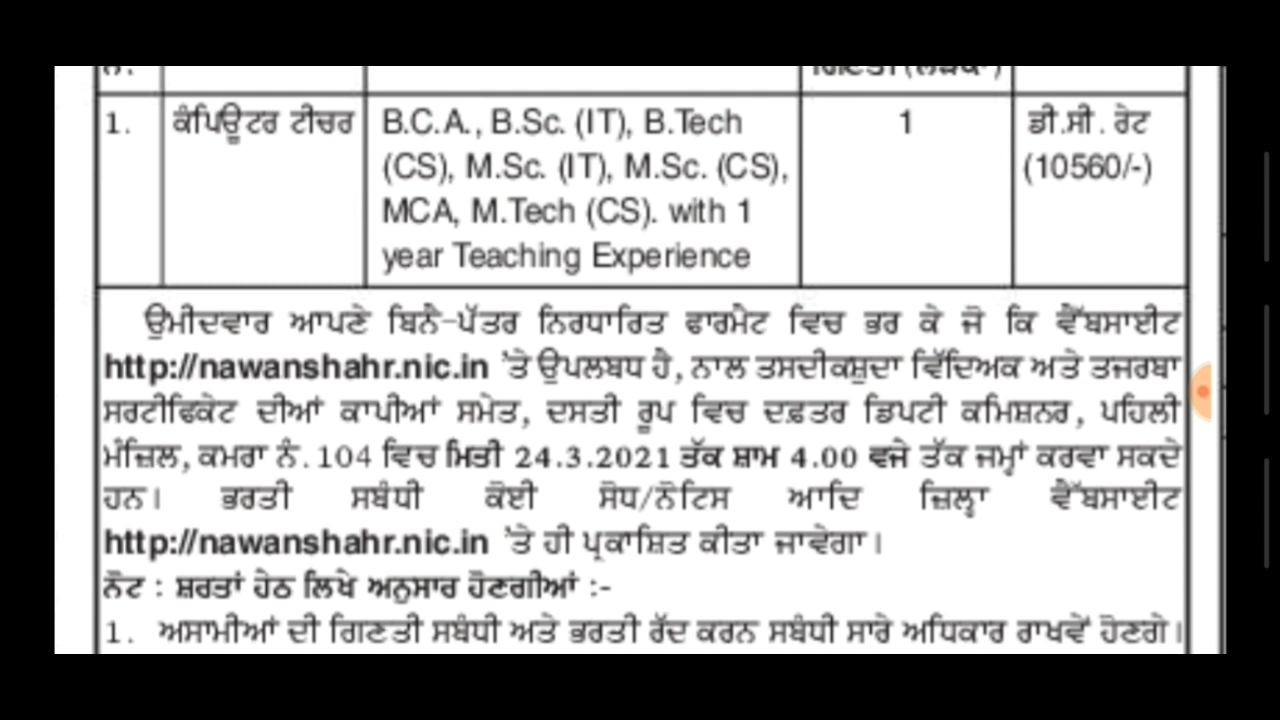 1. ਕੰਪਿਊਟਰ ਟੀਚਰ B.C.A., B.Sc. (IT), B.Tech 1 ਡੀ.ਸੀ. ਰੇਟ
(CS), M.Sc. (IT), M.Sc. (CS), (10560/-)
MCA, M.Tech (CS). with 1
year Teaching Experience
ਉਮੀਦਵਾਰ ਆਪਣੇ ਬਿਨੈ-ਪੱਤਰ ਨਿਰਧਾਰਿਤ ਫਾਰਮੈਟ ਵਿਚ ਭਰ ਕੇ ਜੋ ਕਿ ਵੈੱਬਸਾਈਟ
http://nawanshahr.nic.in 'ਤੇ ਉਪਲਬਧ ਹੈ, ਨਾਲ ਤਸਦੀਕਸ਼ੁਦਾ ਵਿੱਦਿਅਕ ਅਤੇ ਤਜਰਬਾ
ਸਰਟੀਫਿਕੇਟ ਦੀਆਂ ਕਾਪੀਆਂ ਸਮੇਤ, ਦਸਤੀ ਰੂਪ ਵਿਚ ਦਫ਼ਤਰ ਡਿਪਟੀ ਕਮਿਸ਼ਨਰ, ਪਹਿਲੀ
ਮੰਜ਼ਿਲ, ਕਮਰਾ ਨੰ. 104 ਵਿਚ ਮਿਤੀ 24.3.2021 ਤੱਕ ਸ਼ਾਮ 4.00 ਵਜੇ ਤੱਕ ਜਮ੍ਹਾਂ ਕਰਵਾ ਸਕਦੇ
ਹਨ। ਭਰਤੀ ਸਬੰਧੀ ਕੋਈ ਸੋਧ/ਨੋਟਿਸ ਆਦਿ ਜ਼ਿਲ੍ਹਾ ਵੈੱਬਸਾਈਟ
http://nawanshahr.nic.in 'ਤੇ ਹੀ ਪ੍ਰਕਾਸ਼ਿਤ ਕੀਤਾ ਜਾਵੇਗਾ।
ਨੋਟ : ਸ਼ਰਤਾਂ ਹੇਠ ਲਿਖੇ ਅਨੁਸਾਰ ਹੋਣਗੀਆਂ :-
1. ਅਸਾਮੀਆਂ ਦੀ ਗਿਣਤੀ ਸਬੰਧੀ ਅਤੇ ਭਰਤੀ ਰੱਦ ਕਰਨ ਸਬੰਧੀ ਸਾਰੇ ਅਧਿਕਾਰ ਰਾਖਵੇਂ ਹੋਣਗੇ।